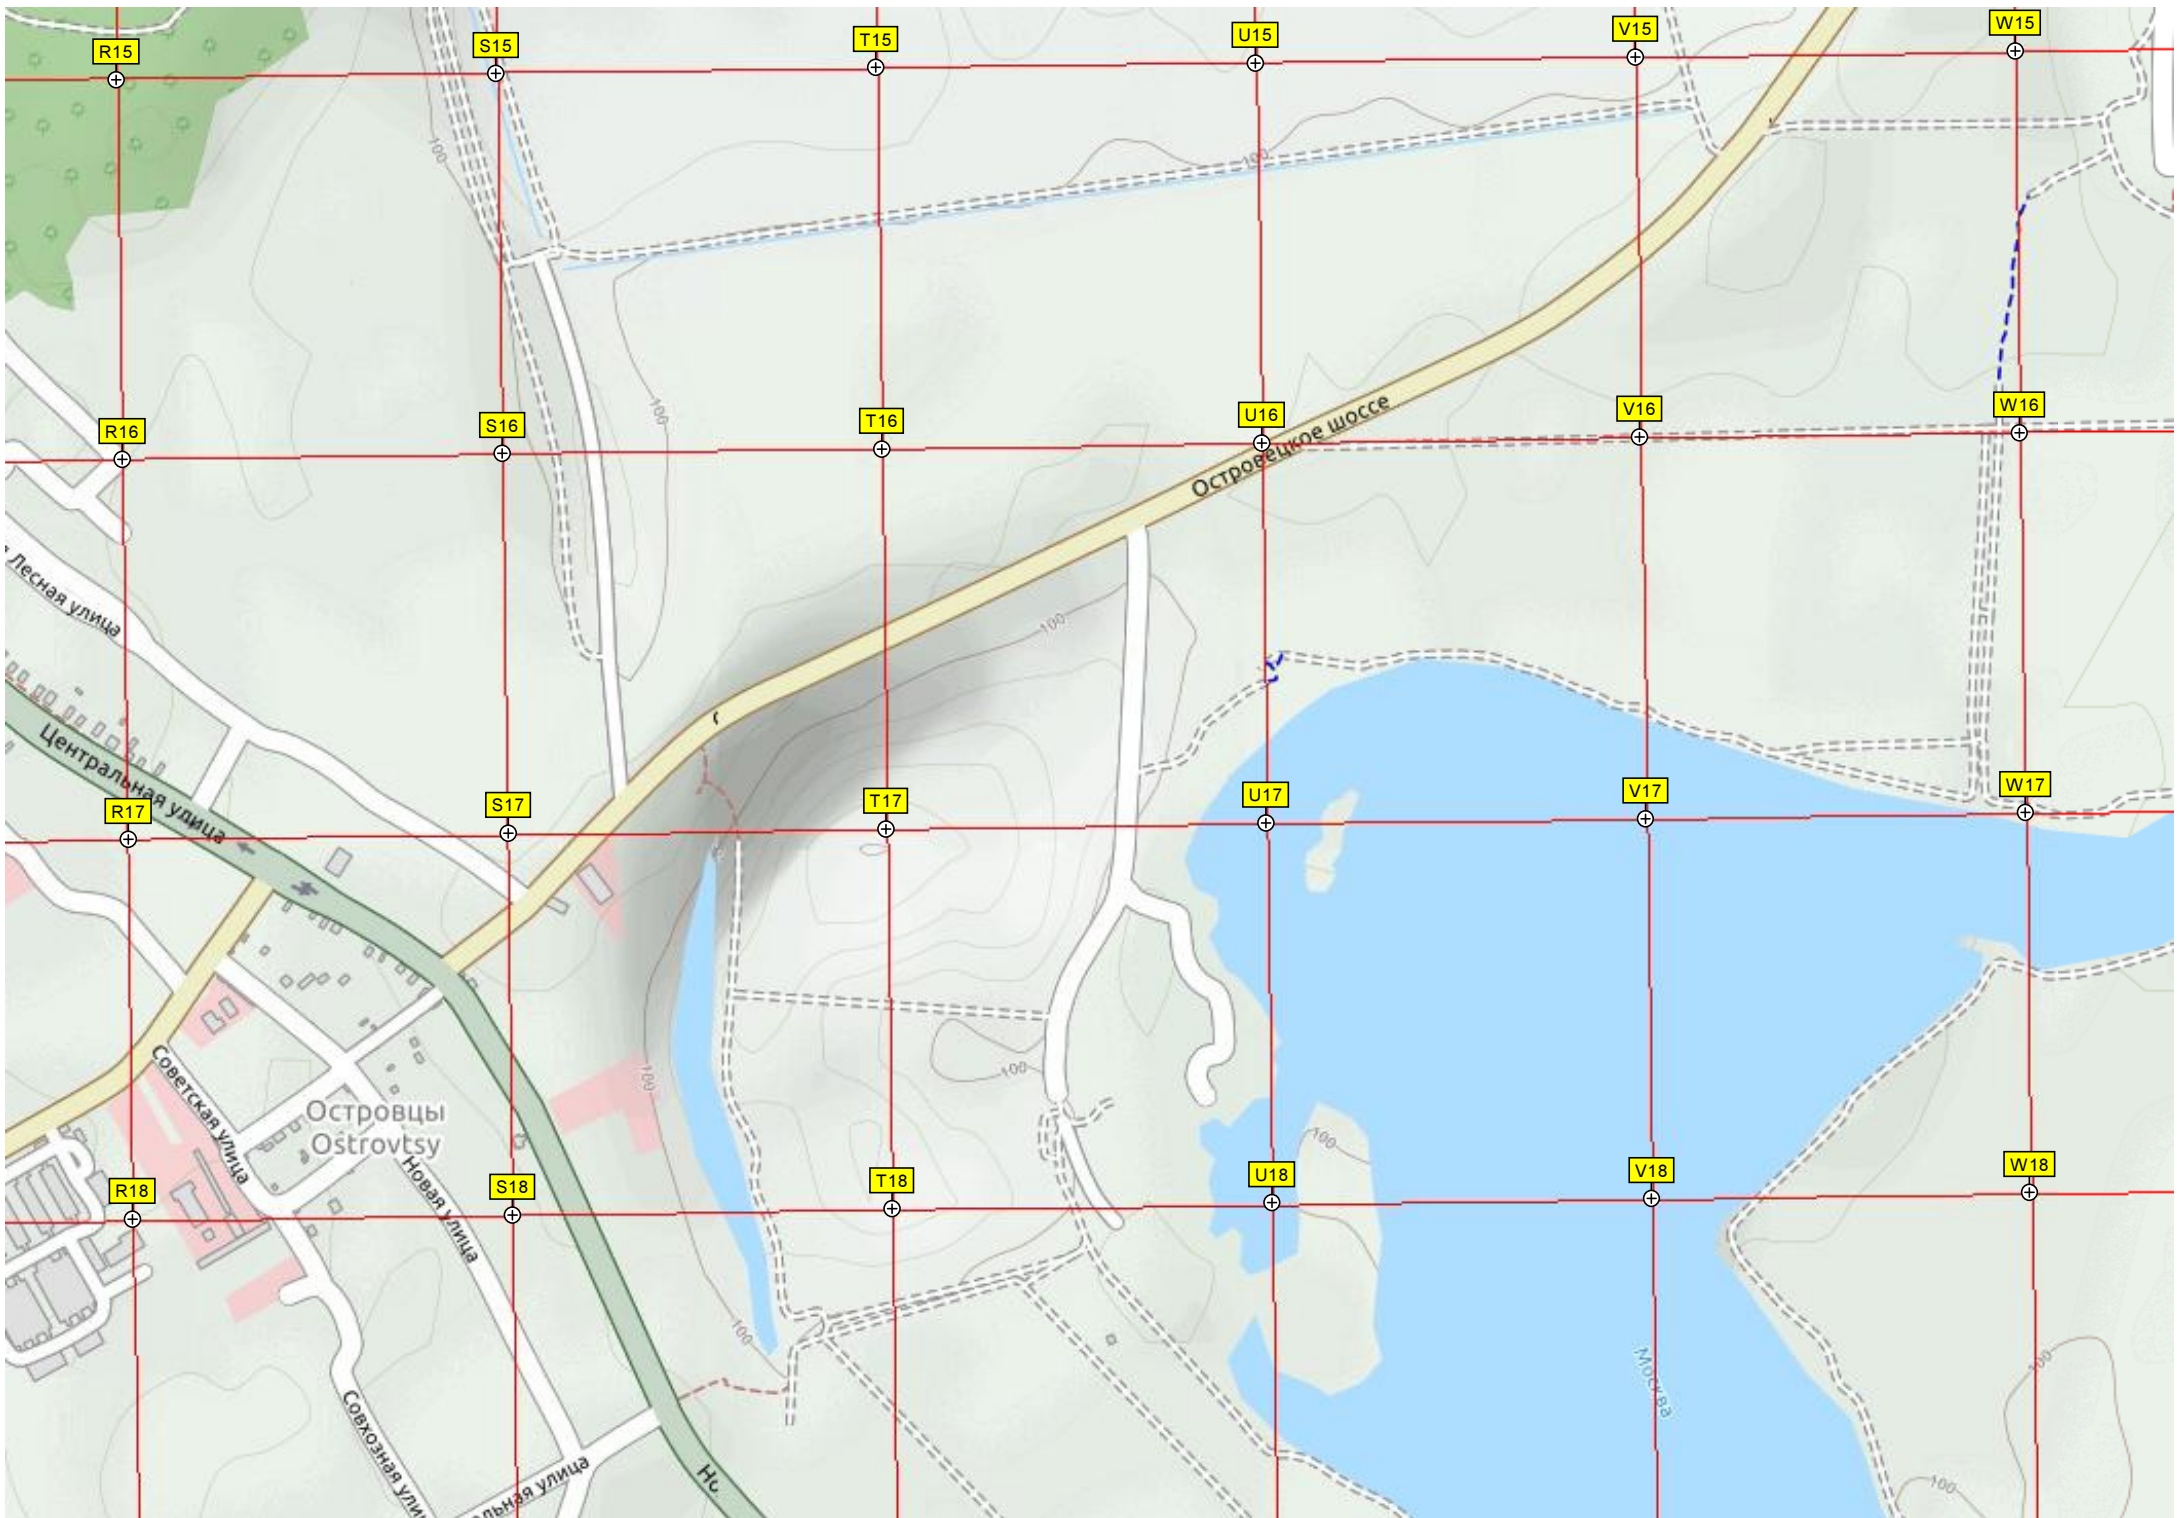 R15
S15
T15
U15
V15
W15
100
100
100
R16
S16
T16
U16
V16
W16
Островецкое шоссе
Лесная улица
100
Центральная улица
R17
S17
T17
U17
V17
W17
100
100
Советская улица
Островцы
Ostrovtsy
100
Новая улица
R18
S18
T18
U18
V18
W18
100
Москва
100
Совхозная
100
улица